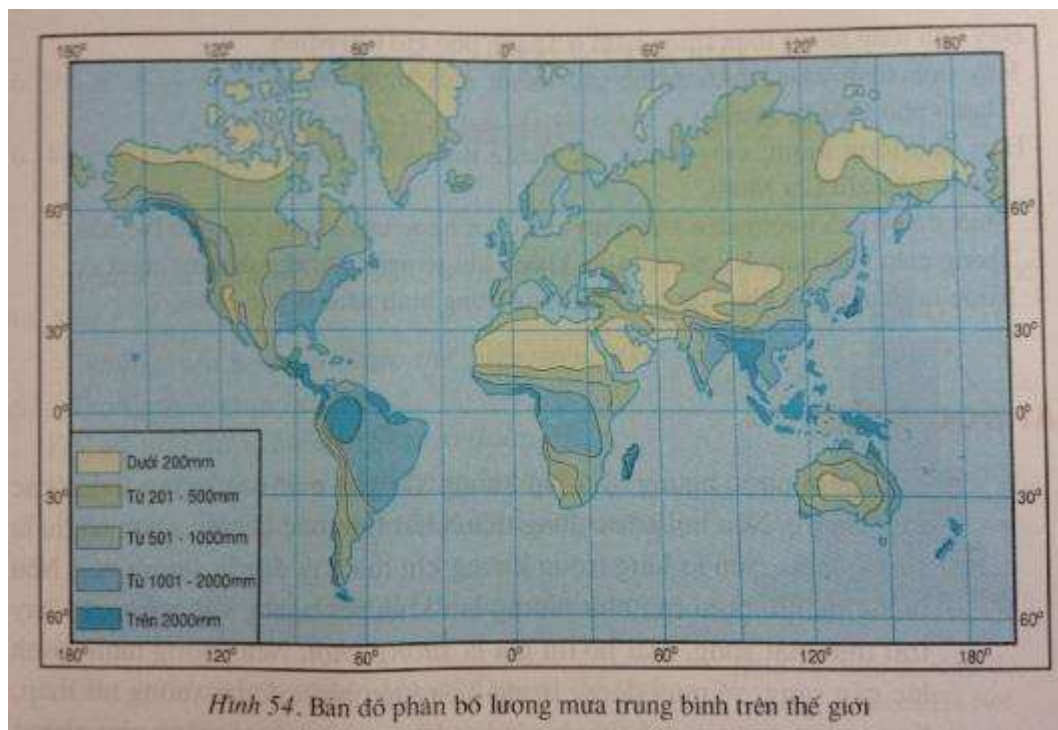 180° 120° 60° 0° 60° 120° 180°
60° 60°
30° 30°
0° 0°
30° 30°
60° 60°
Dưới 200mm
Từ 201 - 500mm
Từ 501 - 1000mm
Từ 1001 - 2000mm
Trên 2000mm
180° 120° 60° 0° 60° 120° 180°
Hình 54. Bản đồ phân bố lượng mưa trung bình trên thế giới